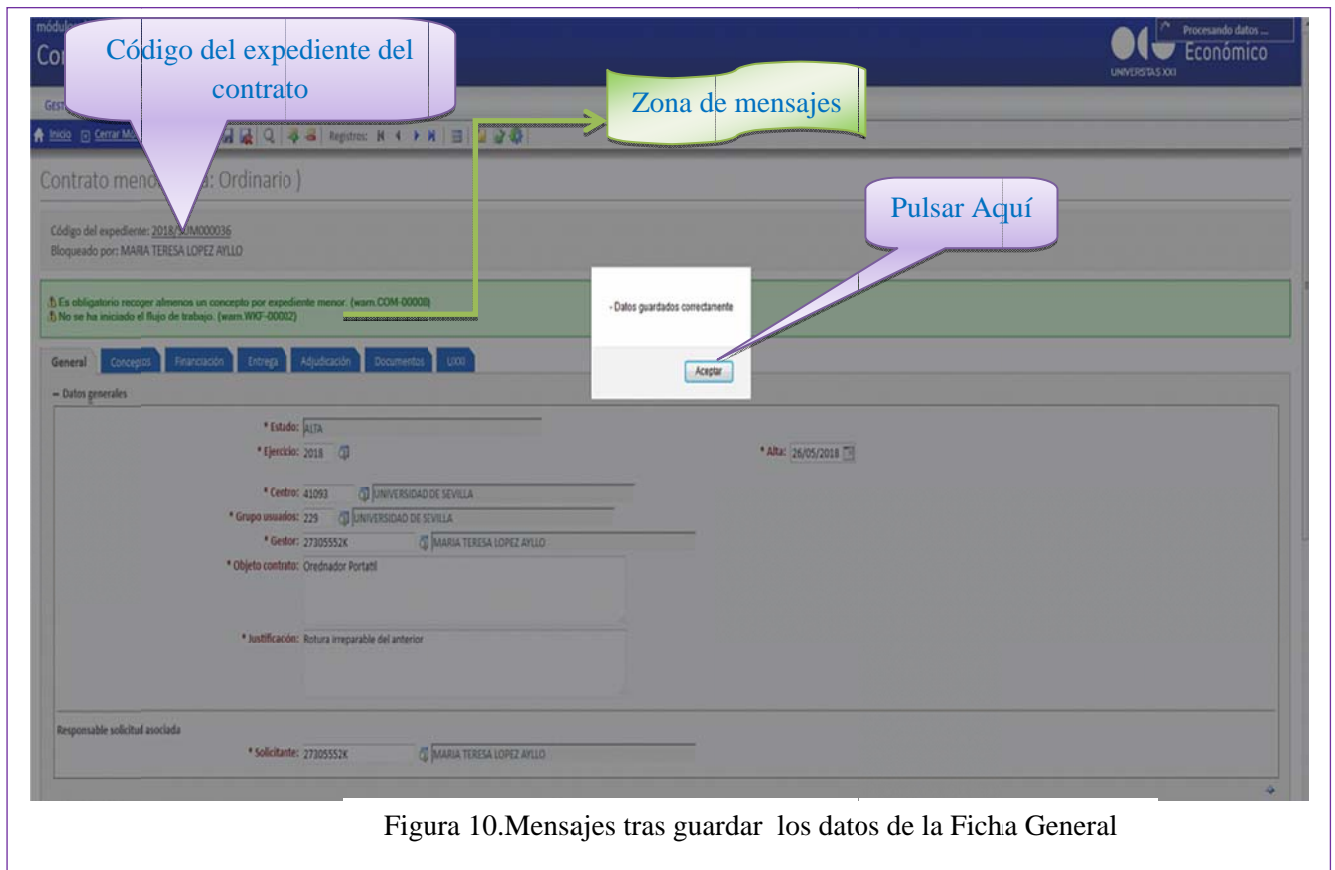 módulo
Código del expediente del
contrato
Procesando datos ...
Económico
UNIVERSITAS XXI
Zona de mensajes
Inicio Cerrar Mó
Registros:
Contrato meno a: Ordinario )
Pulsar Aquí
Código del expediente: 2018/SUM000036
Bloqueado por: MARIA TERESA LOPEZ AYLLO
Es obligatorio recoger almenos un concepto por expediente menor. (warn.COM-00008)
No se ha iniciado el flujo de trabajo. (warn.WKF-00002)
- Datos guardados correctamente
Aceptar
General Conceptos Financiación Entrega Adjudicación Documentos UXXI
– Datos generales
* Estado: ALTA
* Ejercicio: 2018 * Alta: 26/05/2018
* Centro: 41093 UNIVERSIDAD DE SEVILLA
* Grupo usuarios: 229 UNIVERSIDAD DE SEVILLA
* Gestor: 27305552K MARIA TERESA LOPEZ AYLLO
* Objeto contrato: Orednador Portatil
* Justificacón: Rotura irreparable del anterior
Responsable solicitud asociada
* Solicitante: 27305552K MARIA TERESA LOPEZ AYLLO
Figura 10.Mensajes tras guardar los datos de la Ficha General